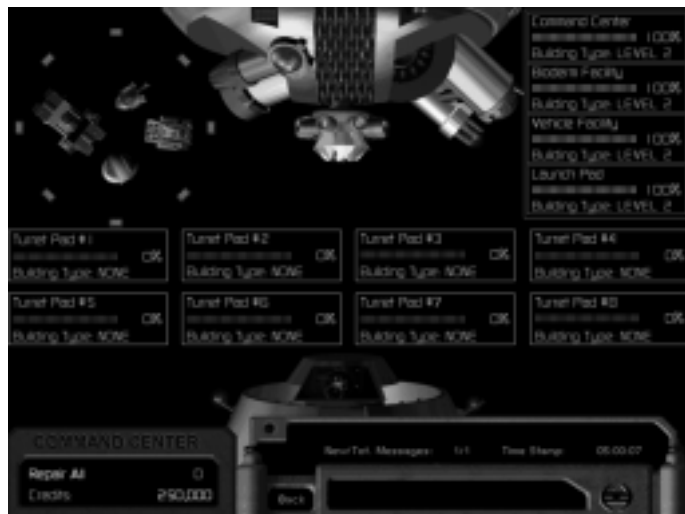 Command Center
100%
Building Type: LEVEL 2
Bioderm Facility
100%
Building Type: LEVEL 2
Vehicle Facility
100%
Building Type: LEVEL 2
Launch Pad
100%
Building Type: LEVEL 2
Turret Pad #1
0%
Building Type: NONE
Turret Pad #2
0%
Building Type: NONE
Turret Pad #3
0%
Building Type: NONE
Turret Pad #4
0%
Building Type: NONE
Turret Pad #5
0%
Building Type: NONE
Turret Pad #6
0%
Building Type: NONE
Turret Pad #7
0%
Building Type: NONE
Turret Pad #8
0%
Building Type: NONE
COMMAND CENTER
Repair All 0
Credits 250,000
New/Tot. Messages: 1/1 Time Stamp: 05:00:07
Back